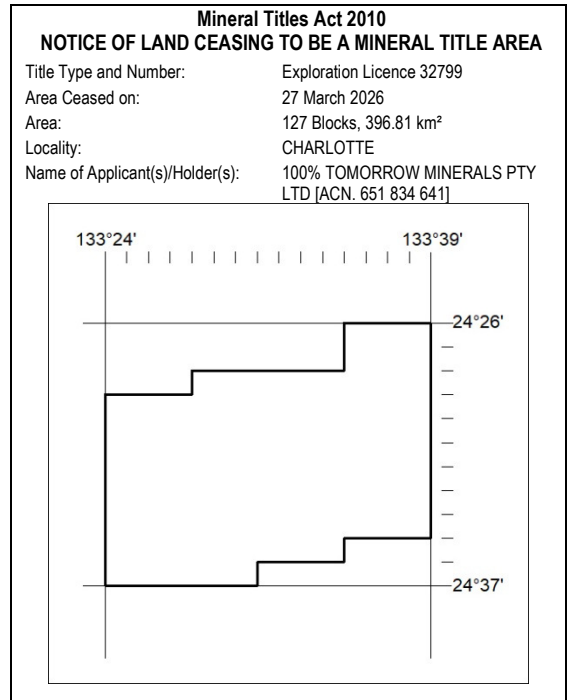 Mineral Titles Act 2010
NOTICE OF LAND CEASING TO BE A MINERAL TITLE AREA
Title Type and Number: Exploration Licence 32799
Area Ceased on: 27 March 2026
Area: 127 Blocks, 396.81 km²
Locality: CHARLOTTE
Name of Applicant(s)/Holder(s): 100% TOMORROW MINERALS PTY
LTD [ACN. 651 834 641]
133°24' 133°39'
24°26'
24°37'